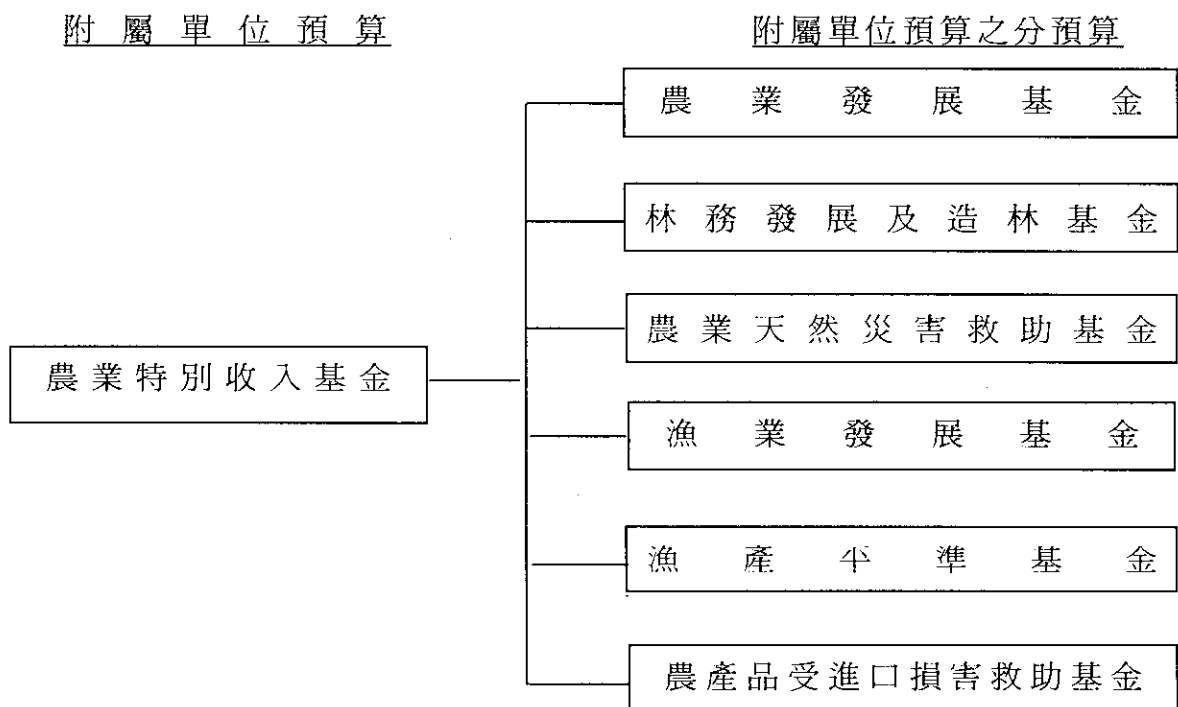 附屬單位預算
附屬單位預算之分預算
農業特別收入基金
農業發展基金
林務發展及造林基金
農業天然災害救助基金
漁業發展基金
漁產平準基金
農產品受進口損害救助基金